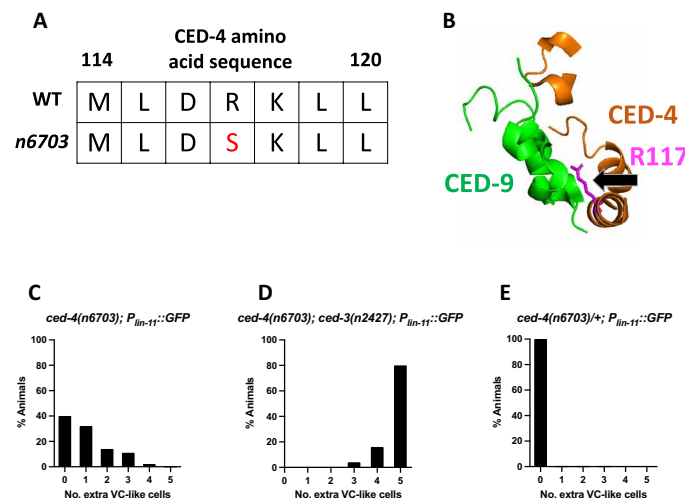 A
CED-4 amino
acid sequence
114
120
WT
M L D R K L L
n6703
M L D S K L L
B
CED-4
R117
CED-9
C
ced-4(n6703); Plin-11::GFP
% Animals
100
80
60
40
20
0
0 1 2 3 4 5
No. extra VC-like cells
D
ced-4(n6703); ced-3(n2427); Plin-11::GFP
% Animals
100
80
60
40
20
0
0 1 2 3 4 5
No. extra VC-like cells
E
ced-4(n6703)/+; Plin-11::GFP
% Animals
100
80
60
40
20
0
0 1 2 3 4 5
No. extra VC-like cells